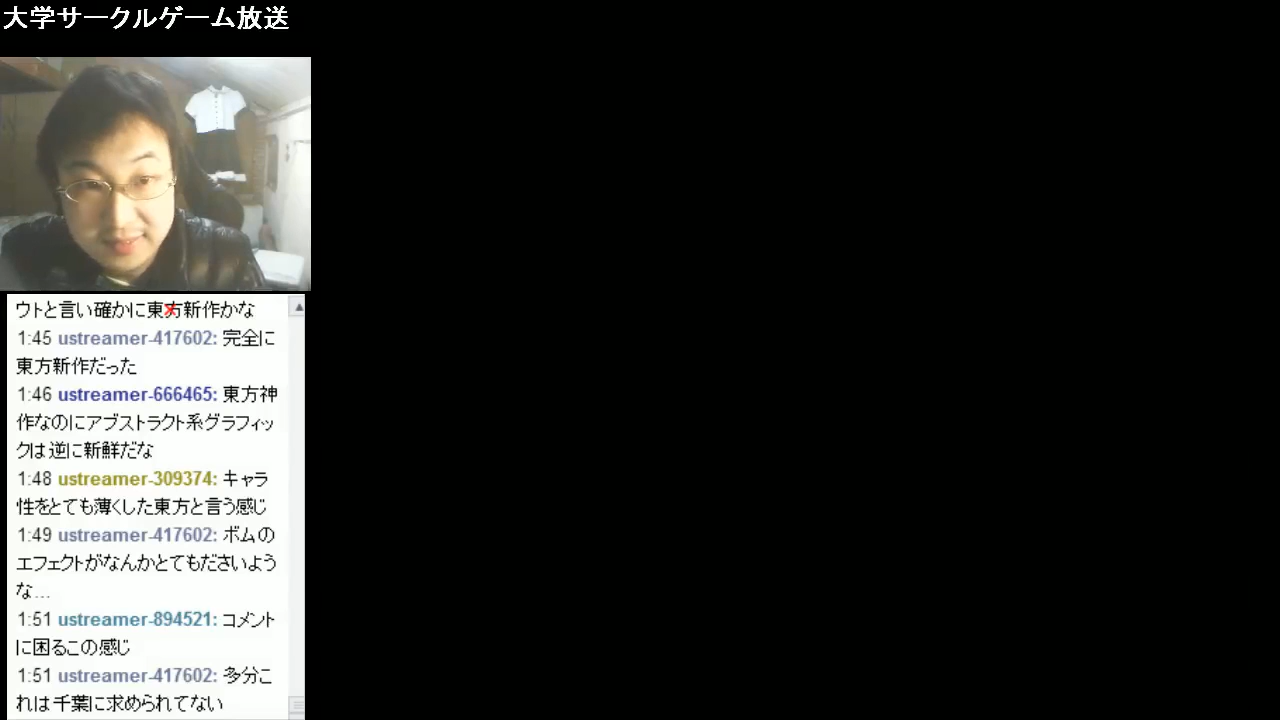 大学サークルゲーム放送
ウトと言い確かに東方新作かな
1:45 ustreamer-417602: 完全に
東方新作だった
1:46 ustreamer-666465: 東方神
作なのにアブストラクト系グラフィッ
クは逆に新鮮だな
1:48 ustreamer-309374: キャラ
性をとても薄くした東方と言う感じ
1:49 ustreamer-417602: ボムの
エフェクトがなんかとてもださいよう
な...
1:51 ustreamer-894521: コメント
に困るこの感じ
1:51 ustreamer-417602: 多分こ
れは千葉に求められてない